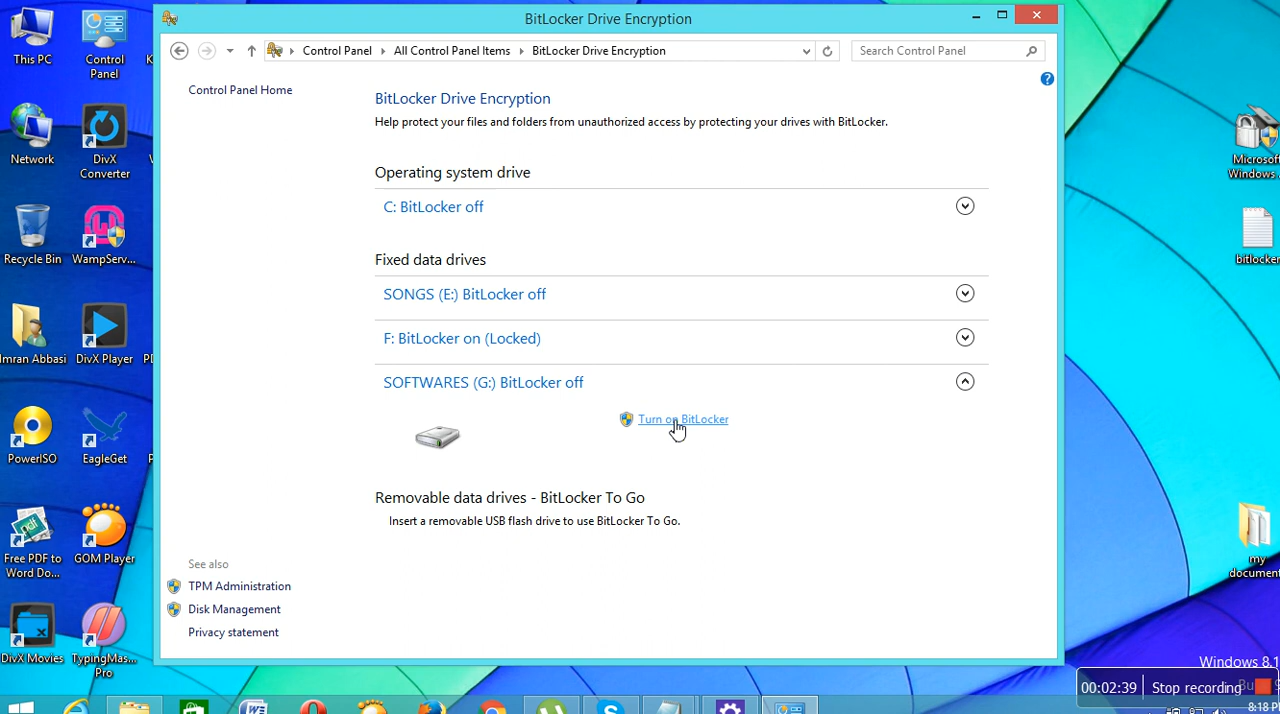 BitLocker Drive Encryption
Control Panel
All Control Panel Items
BitLocker Drive Encryption
Search Control Panel
Control Panel Home
BitLocker Drive Encryption
Help protect your files and folders from unauthorized access by protecting your drives with BitLocker.
Operating system drive
C: BitLocker off
Fixed data drives
SONGS (E:) BitLocker off
F: BitLocker on (Locked)
SOFTWARES (G:) BitLocker off
Turn on BitLocker
Removable data drives - BitLocker To Go
Insert a removable USB flash drive to use BitLocker To Go.
See also
TPM Administration
Disk Management
Privacy statement
This PC
Control
Panel
K
Network
DivX
Converter
Recycle Bin
WampServ...
Imran Abbasi
DivX Player
PD
PowerISO
EagleGet
P
Free PDF to
Word Do...
GOM Player
DivX Movies
TypingMas...
Pro
Microsoft
Windows
bitlocker
my
document
Windows 8.1
00:02:39
Stop recording
8:18 P